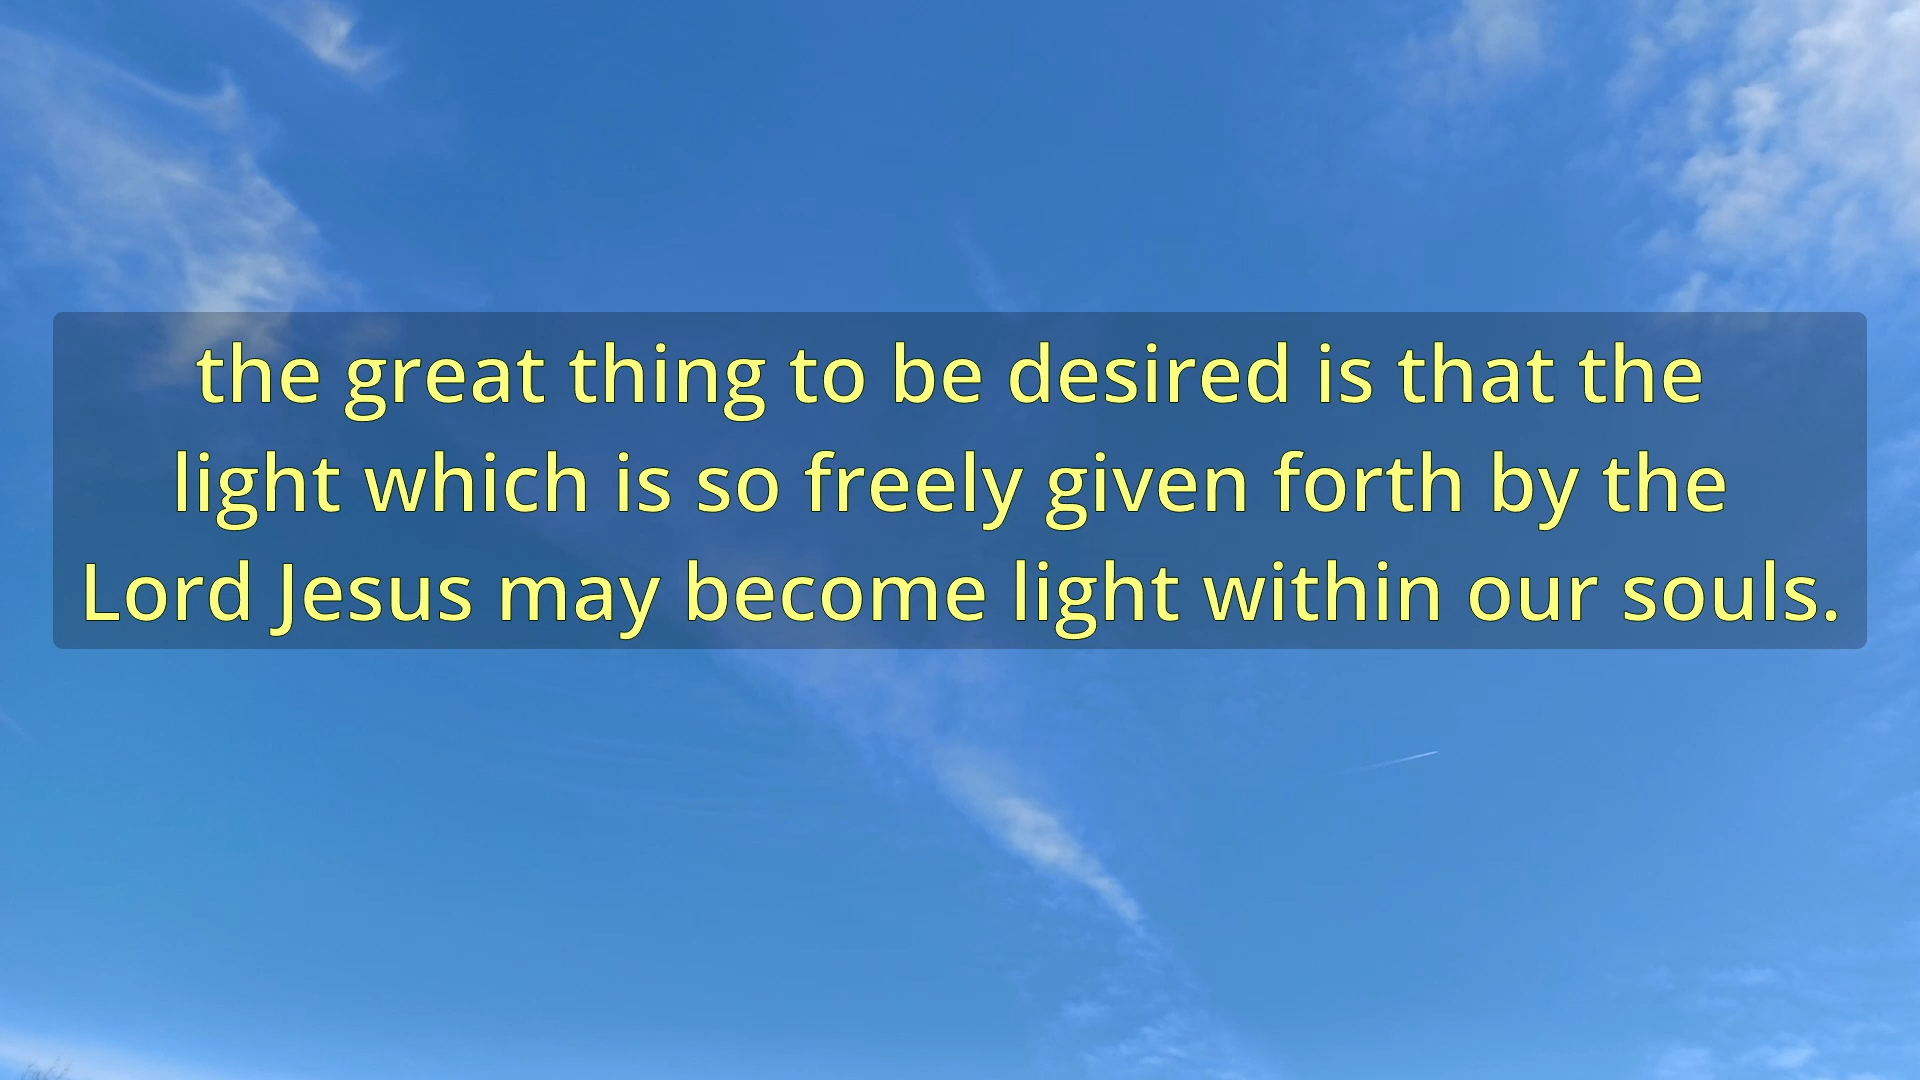 the great thing to be desired is that the
light which is so freely given forth by the
Lord Jesus may become light within our souls.